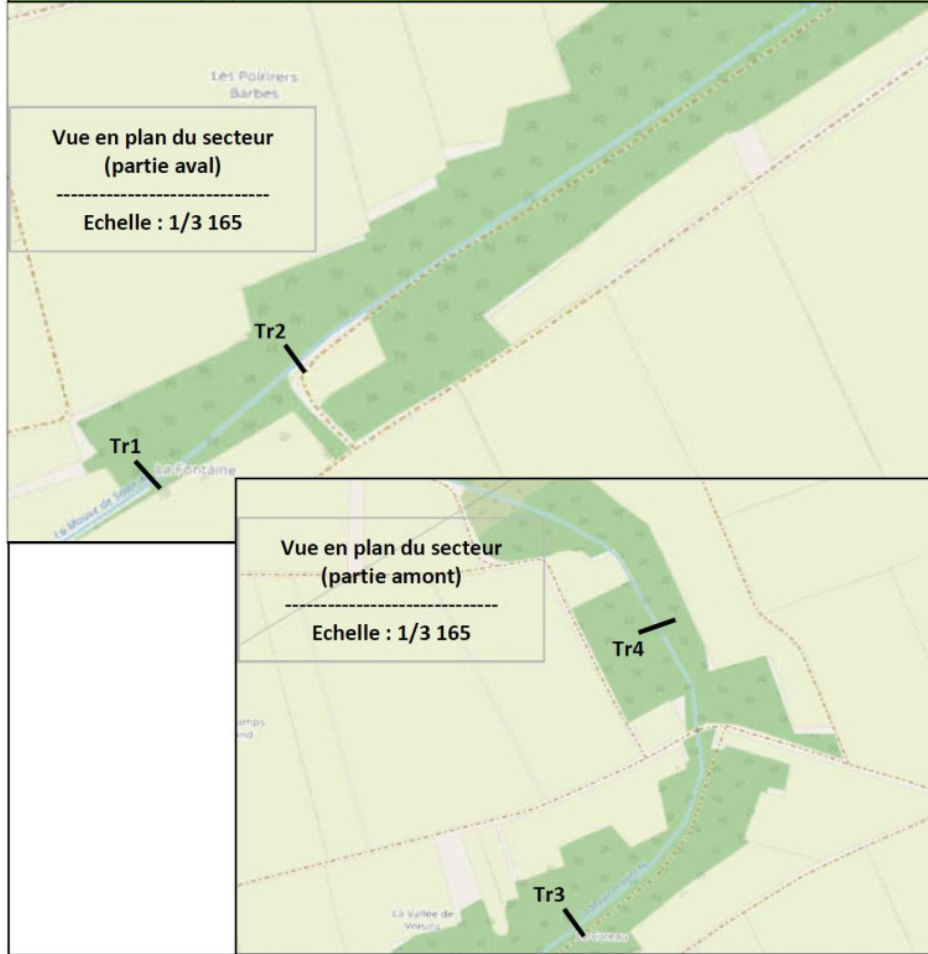 Les Poirirers
Barbes
Vue en plan du secteur
(partie aval)
------------------------------
Echelle : 1/3 165
Tr2
Tr1
La Fontaine
Vue en plan du secteur
(partie amont)
------------------------------
Echelle : 1/3 165
Tr4
Tr3
La Vallée de
Voisins